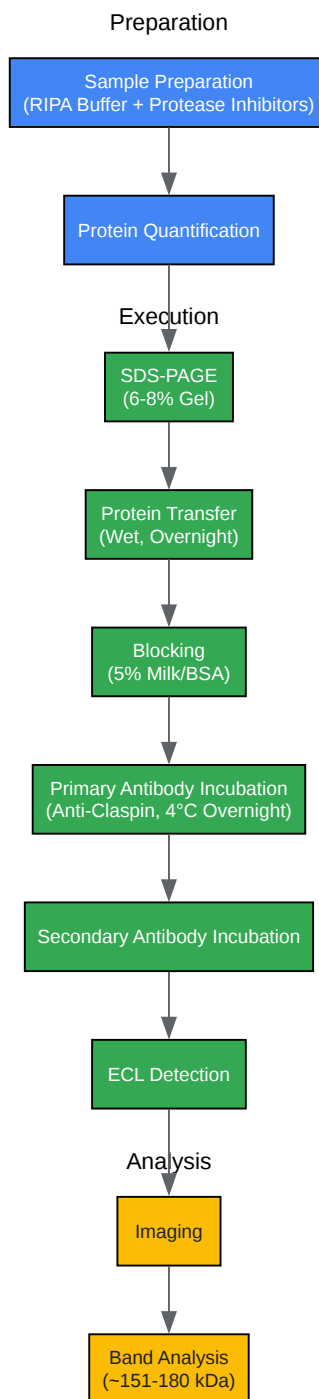 Preparation
Sample Preparation
(RIPA Buffer + Protease Inhibitors)
Protein Quantification
Execution
SDS-PAGE
(6-8% Gel)
Protein Transfer
(Wet, Overnight)
Blocking
(5% Milk/BSA)
Primary Antibody Incubation
(Anti-Claspin, 4°C Overnight)
Secondary Antibody Incubation
ECL Detection
Analysis
Imaging
Band Analysis
(~151-180 kDa)